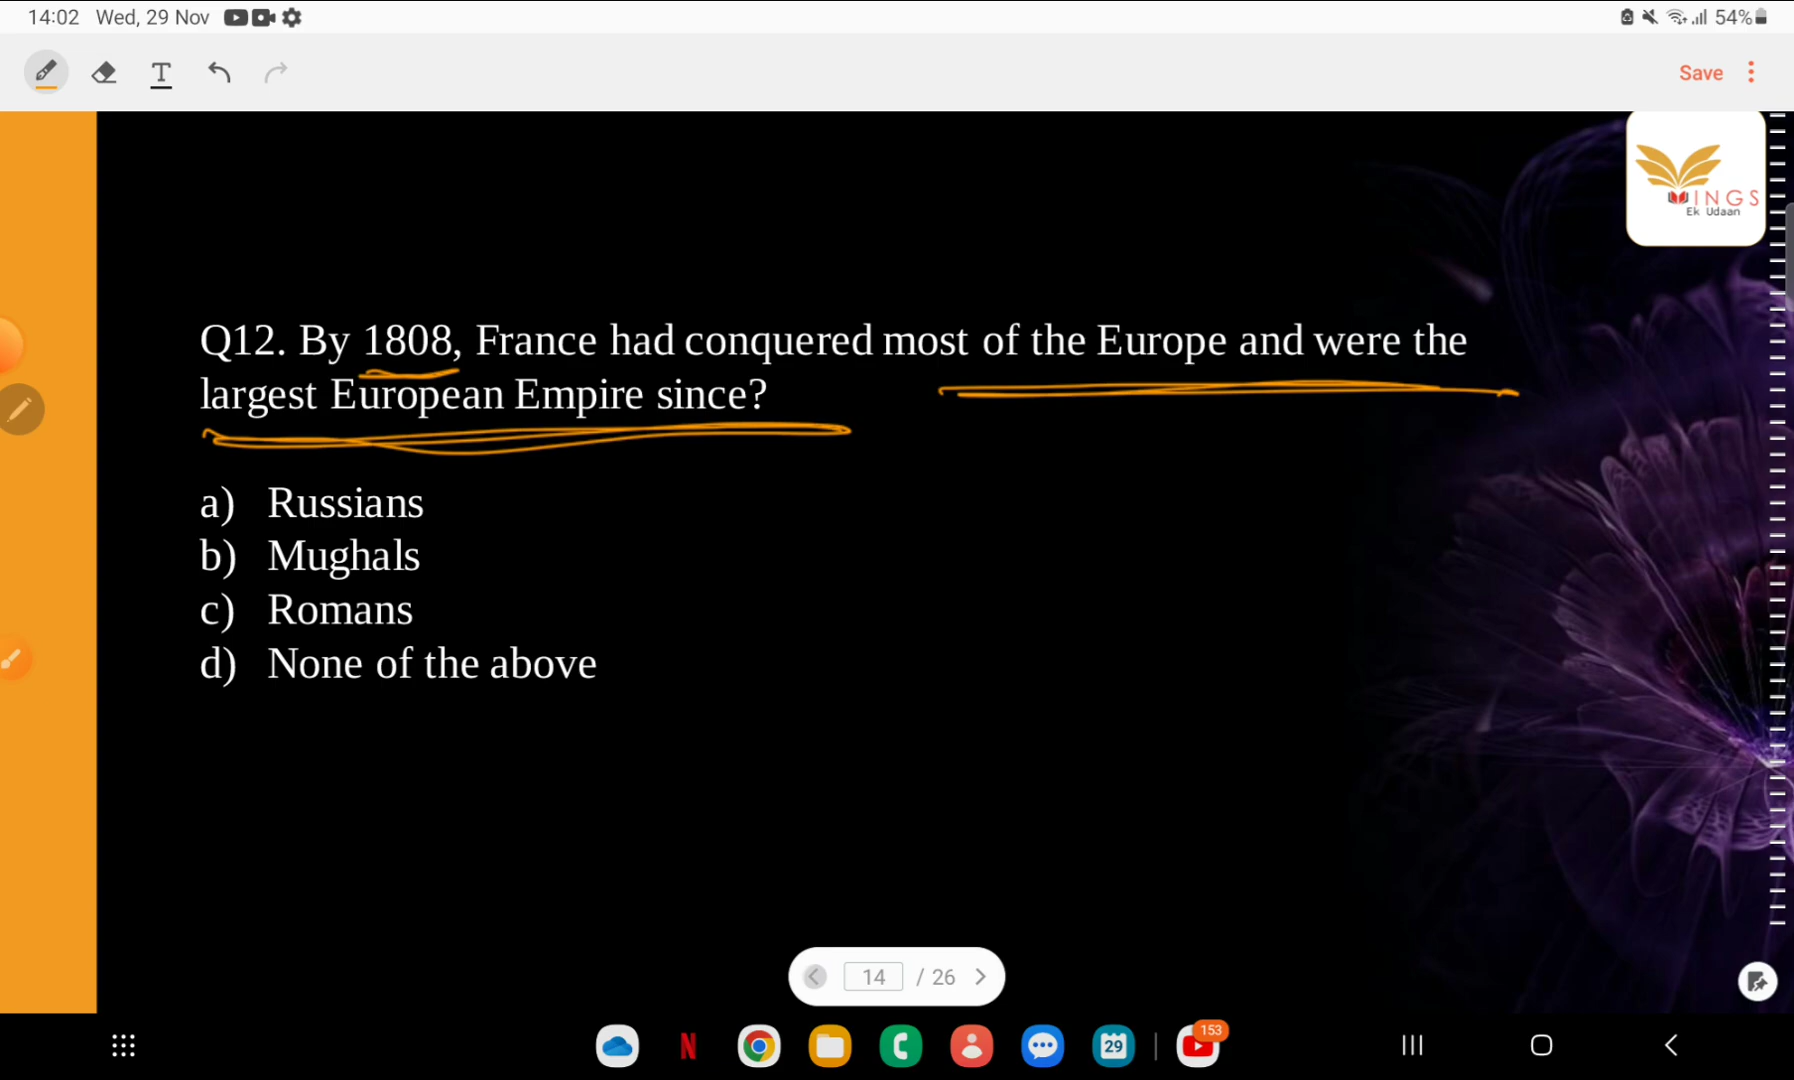 14:02 Wed, 29 Nov 54%
T Save
WINGS
Ek Udaan
Q12. By 1808, France had conquered most of the Europe and were the
largest European Empire since?
a) Russians
b) Mughals
c) Romans
d) None of the above
14 / 26
N 29 153